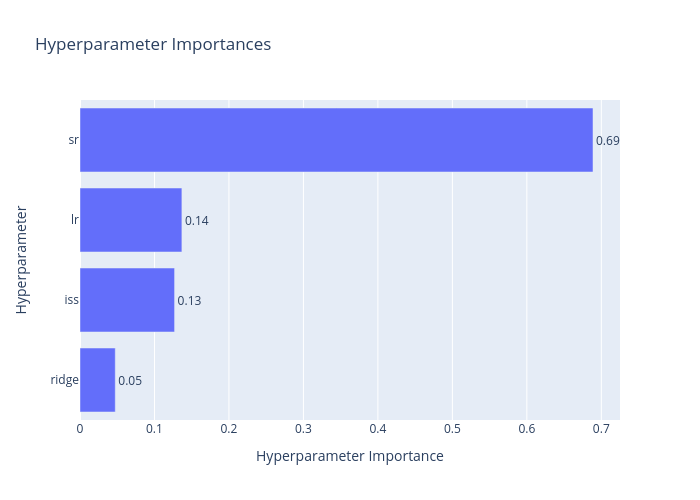 Hyperparameter Importances
Hyperparameter
sr
0.69
lr
0.14
iss
0.13
ridge
0.05
0 0.1 0.2 0.3 0.4 0.5 0.6 0.7
Hyperparameter Importance